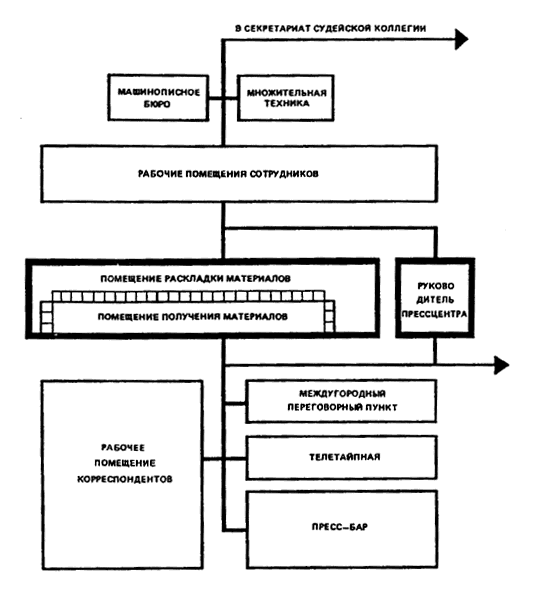 В СЕКРЕТАРИАТ СУДЕЙСКОЙ КОЛЛЕГИИ
МАШИНОПИСНОЕ
БЮРО
МНОЖИТЕЛЬНАЯ
ТЕХНИКА
РАБОЧИЕ ПОМЕЩЕНИЯ СОТРУДНИКОВ
ПОМЕЩЕНИЕ РАСКЛАДКИ МАТЕРИАЛОВ
ПОМЕЩЕНИЕ ПОЛУЧЕНИЯ МАТЕРИАЛОВ
РУКОВО
ДИТЕЛЬ
ПРЕССЦЕНТРА
РАБОЧЕЕ
ПОМЕЩЕНИЕ
КОРРЕСПОНДЕНТОВ
МЕЖДУГОРОДНЫЙ
ПЕРЕГОВОРНЫЙ ПУНКТ
ТЕЛЕТАЙПНАЯ
ПРЕСС–БАР